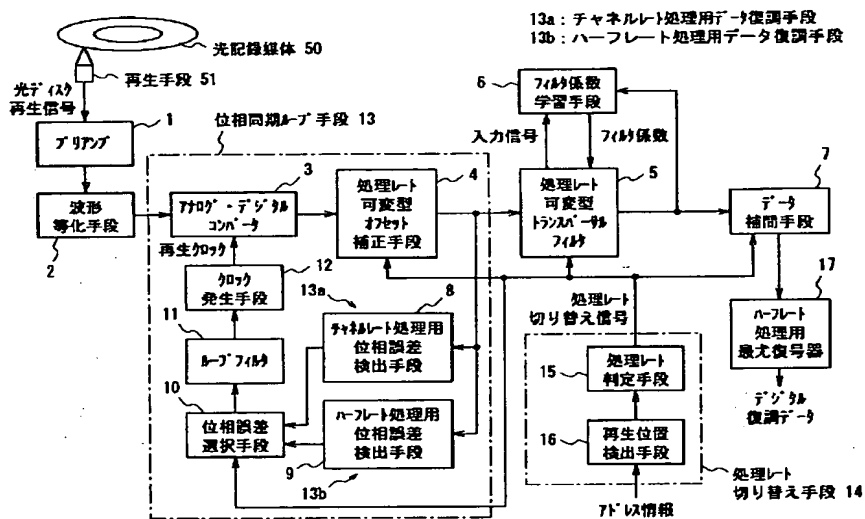 13a：チャネルレート処理用データ復調手段
13b：ハーフレート処理用データ復調手段
光記録媒体 50
再生手段 51
光ディスク
再生信号
1
プリアンプ
波形
等化手段
2
位相同期ループ手段 13
3
アナログ・デジタル
コンバータ
再生クロック
4
処理レート
可変型
オフセット
補正手段
6
フィルタ係数
学習手段
入力信号
フィルタ係数
5
処理レート
可変型
トランスバーサル
フィルタ
7
データ
補間手段
12
クロック
発生手段
11
ループフィルタ
10
位相誤差
選択手段
13a
8
チャネルレート処理用
位相誤差
検出手段
ハーフレート処理用
位相誤差
検出手段
9
13b
処理レート
切り替え信号
15
処理レート
判定手段
16
再生位置
検出手段
アドレス情報
処理レート
切り替え手段 14
17
ハーフレート
処理用
最尤復号器
デジタル
復調データ